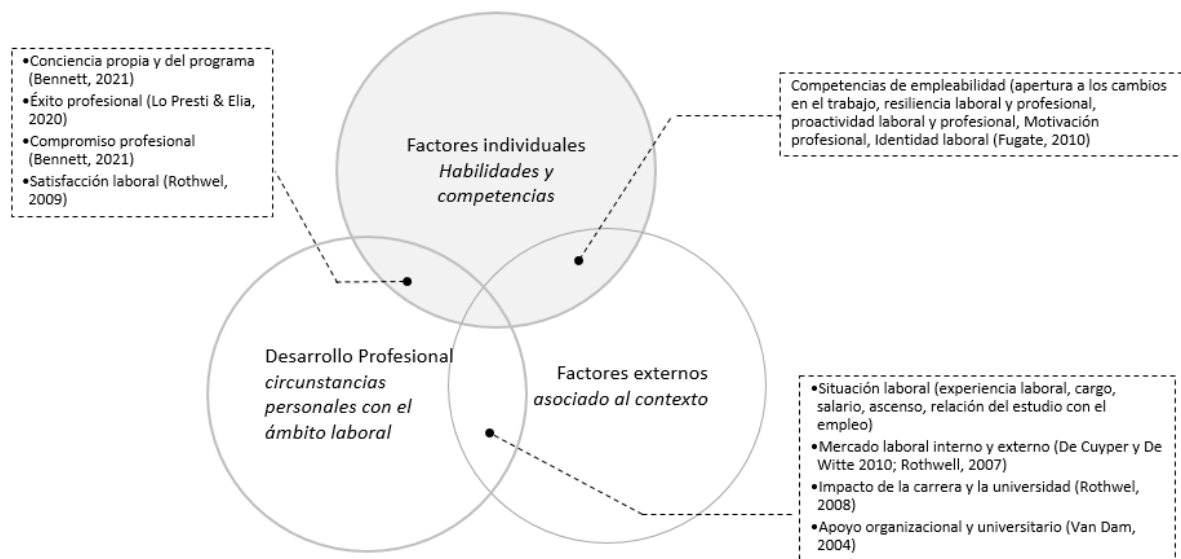 •Conciencia propia y del programa
(Bennett, 2021)
•Éxito profesional (Lo Presti & Elia,
2020)
•Compromiso profesional
(Bennett, 2021)
•Satisfacción laboral (Rothwel,
2009)
Factores individuales
Habilidades y
competencias
Competencias de empleabilidad (apertura a los cambios
en el trabajo, resiliencia laboral y profesional,
proactividad laboral y profesional, Motivación
profesional, Identidad laboral (Fugate, 2010)
Desarrollo Profesional
circunstancias
personales con el
ámbito laboral
Factores externos
asociado al contexto
•Situación laboral (experiencia laboral, cargo,
salario, ascenso, relación del estudio con el
empleo)
•Mercado laboral interno y externo (De Cuyper y De
Witte 2010; Rothwell, 2007)
•Impacto de la carrera y la universidad (Rothwel,
2008)
•Apoyo organizacional y universitario (Van Dam,
2004)